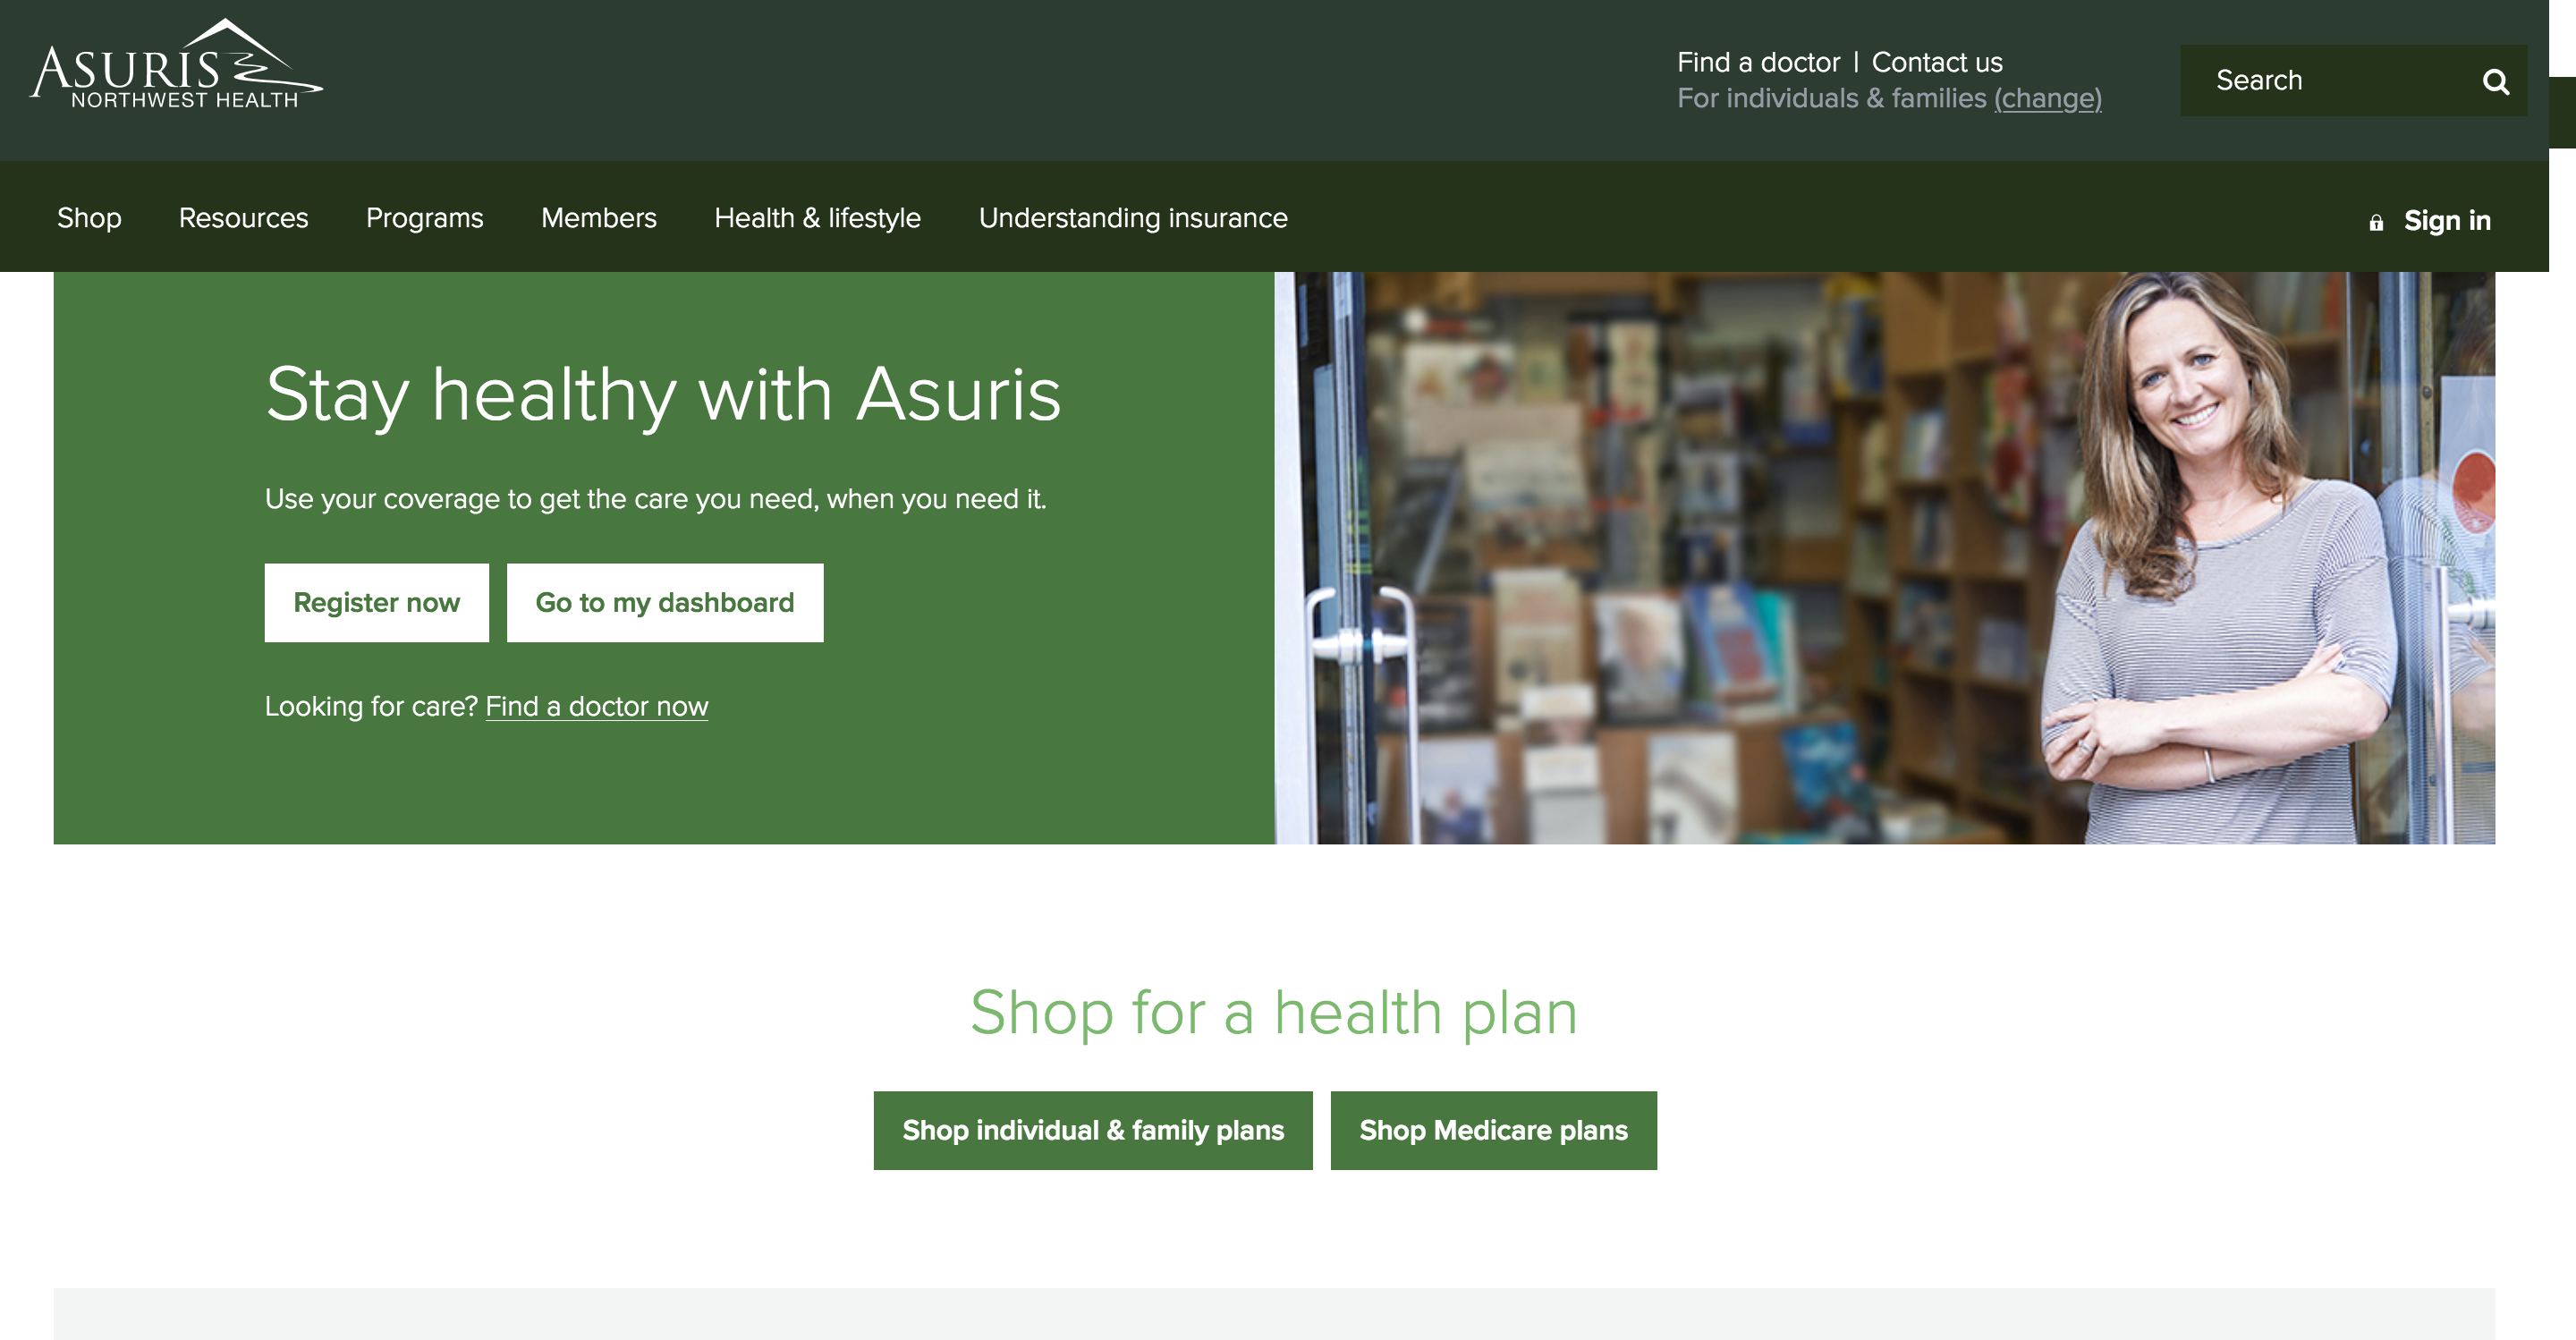 ASURIS
NORTHWEST HEALTH
Find a doctor | Contact us
For individuals & families (change)
Search
Shop
Resources
Programs
Members
Health & lifestyle
Understanding insurance
Sign in
Stay healthy with Asuris
Use your coverage to get the care you need, when you need it.
Register now
Go to my dashboard
Looking for care? Find a doctor now
Shop for a health plan
Shop individual & family plans
Shop Medicare plans